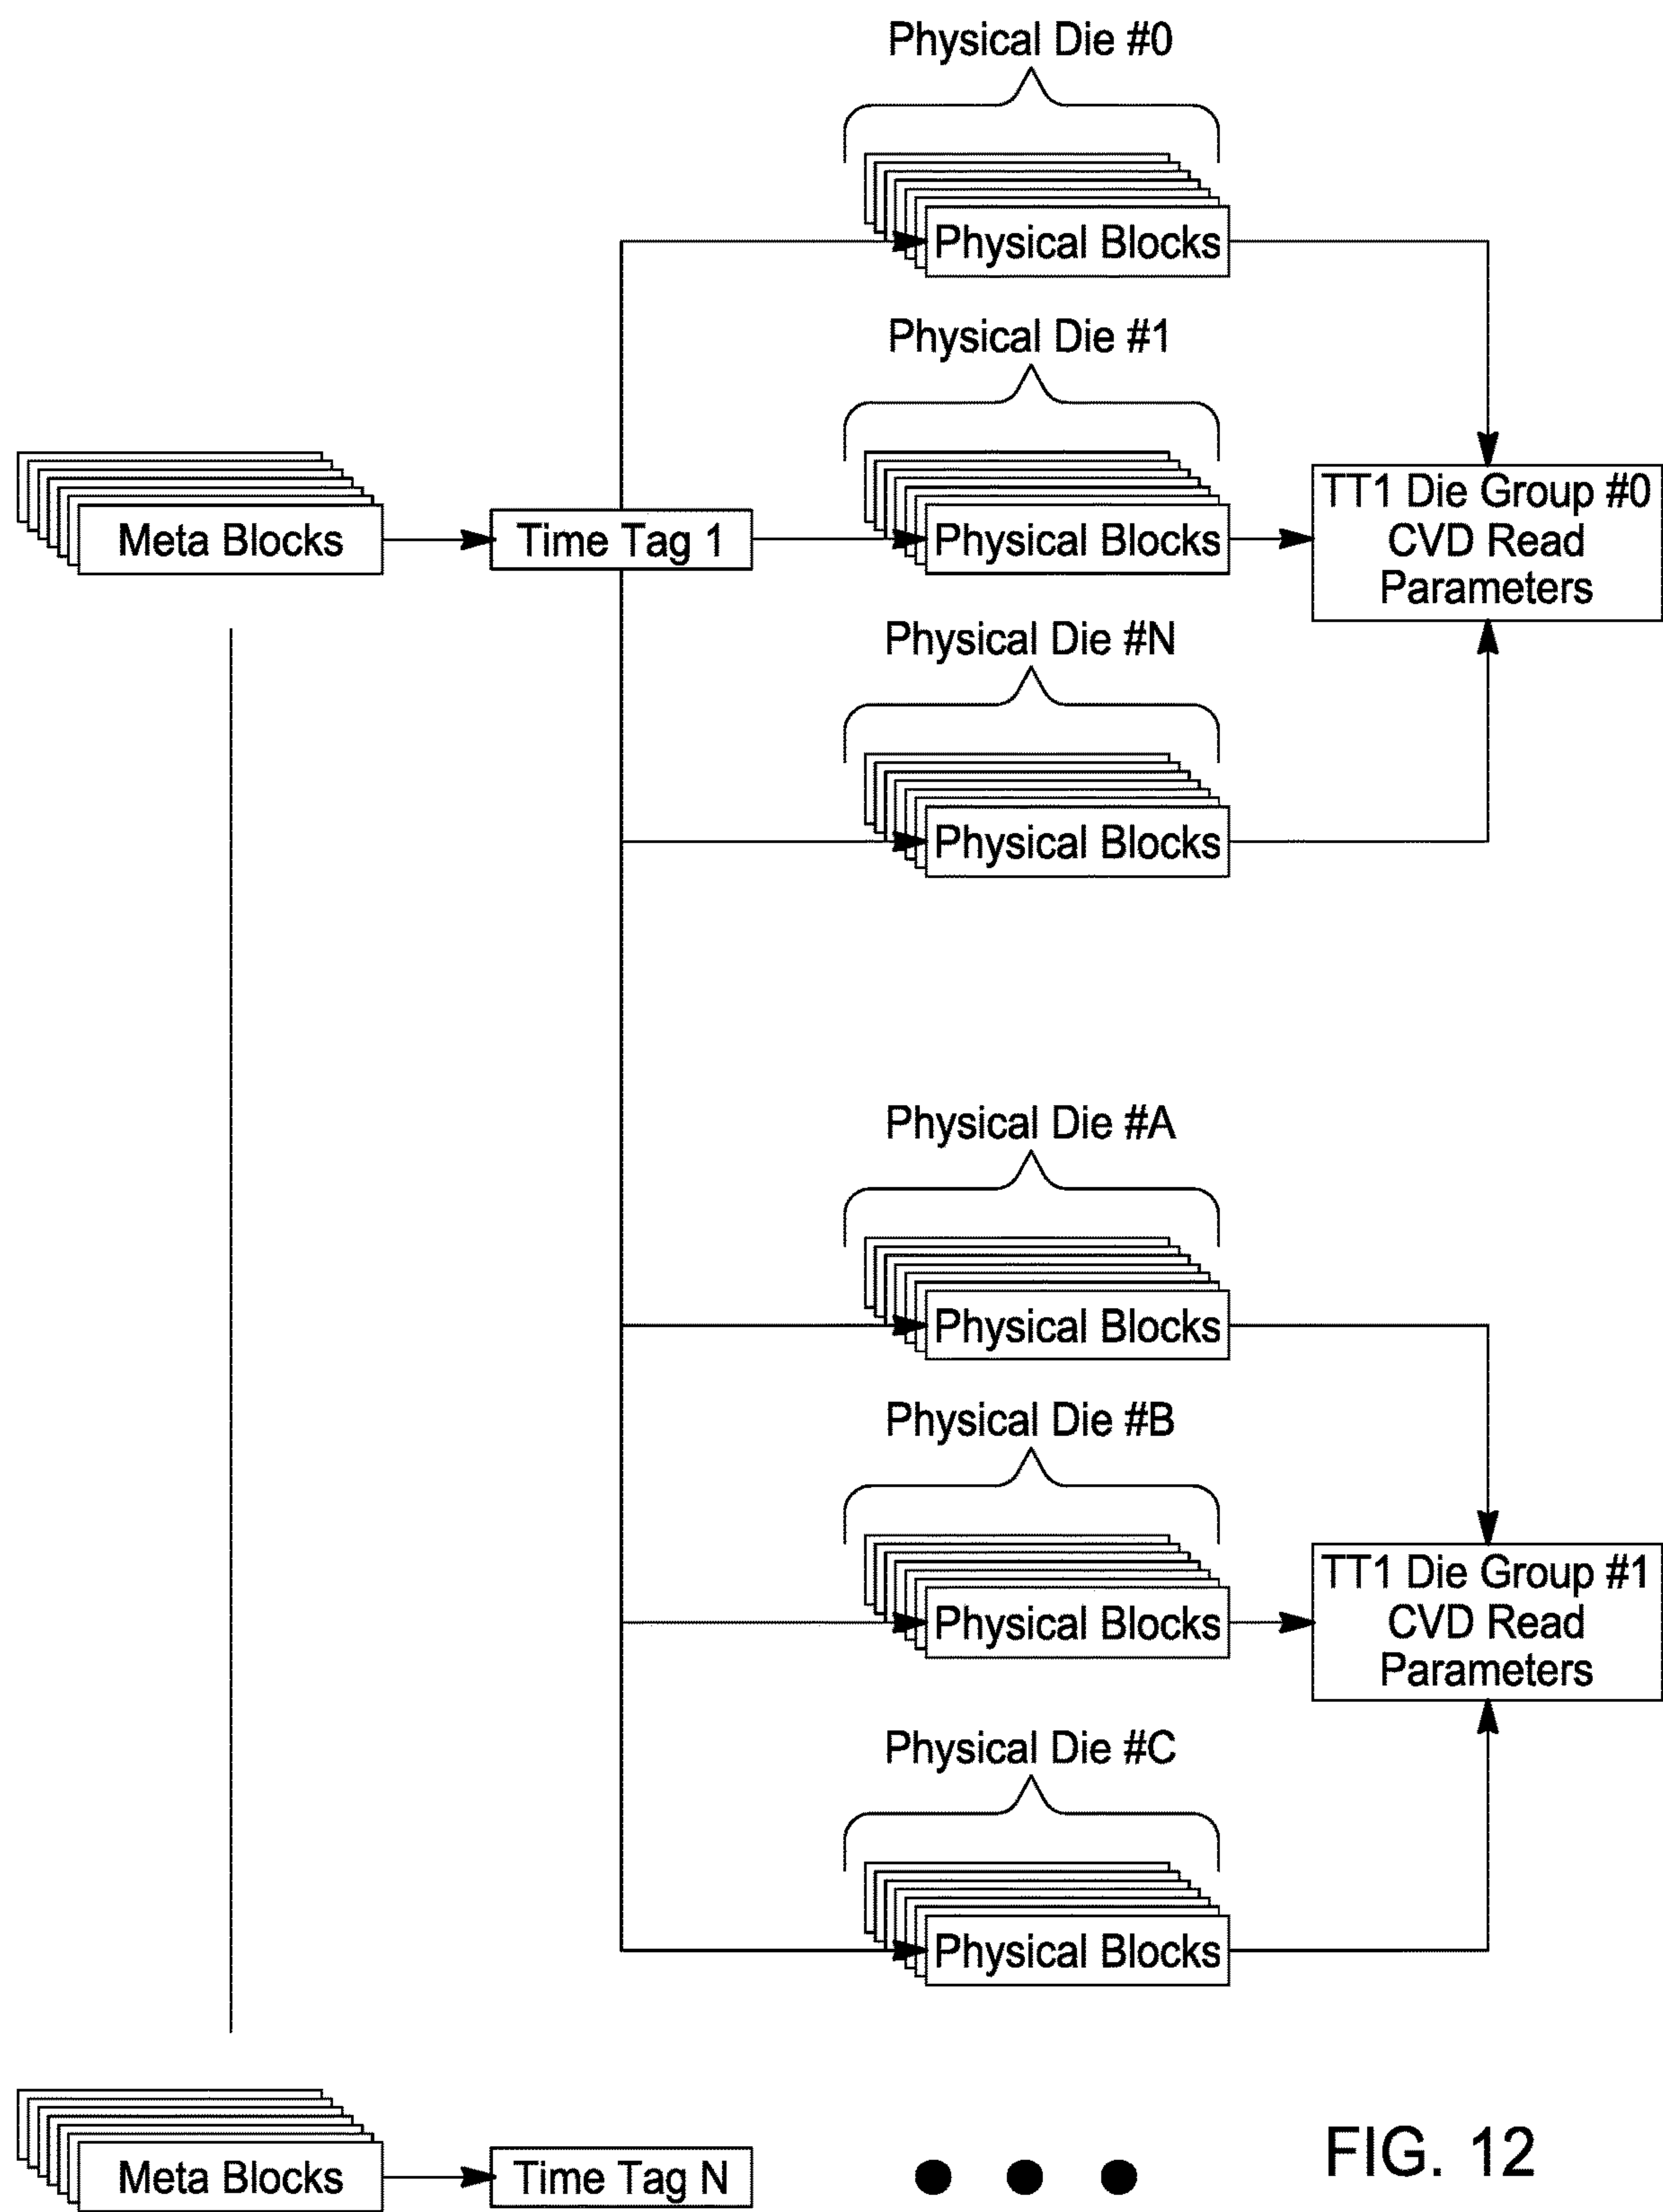 Physical Die #0
Physical Blocks
Physical Die #1
Meta Blocks
Time Tag 1
Physical Blocks
TT1 Die Group #0
CVD Read
Parameters
Physical Die #N
Physical Blocks
Physical Die #A
Physical Blocks
Physical Die #B
Physical Blocks
TT1 Die Group #1
CVD Read
Parameters
Physical Die #C
Physical Blocks
Meta Blocks
Time Tag N
FIG. 12